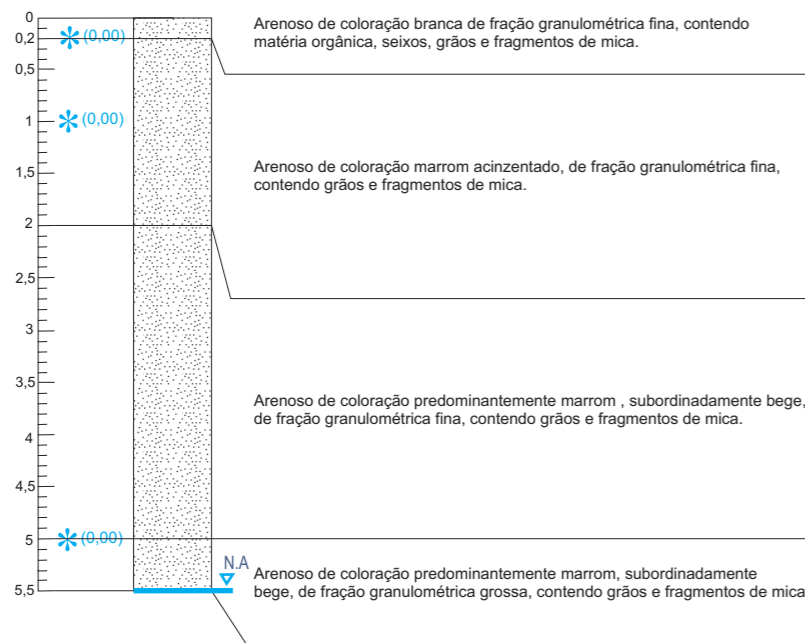 0
Arenoso de coloração branca de fração granulométrica fina, contendo
matéria orgânica, seixos, grãos e fragmentos de mica.
0,2
(0,00)
0,5
1
(0,00)
1,5
Arenoso de coloração marrom acinzentado, de fração granulométrica fina,
contendo grãos e fragmentos de mica.
2
2,5
3
3,5
Arenoso de coloração predominantemente marrom , subordinadamente bege,
de fração granulométrica fina, contendo grãos e fragmentos de mica.
4
4,5
5
(0,00)
N.A
Arenoso de coloração predominantemente marrom, subordinadamente
bege, de fração granulométrica grossa, contendo grãos e fragmentos de mica
5,5